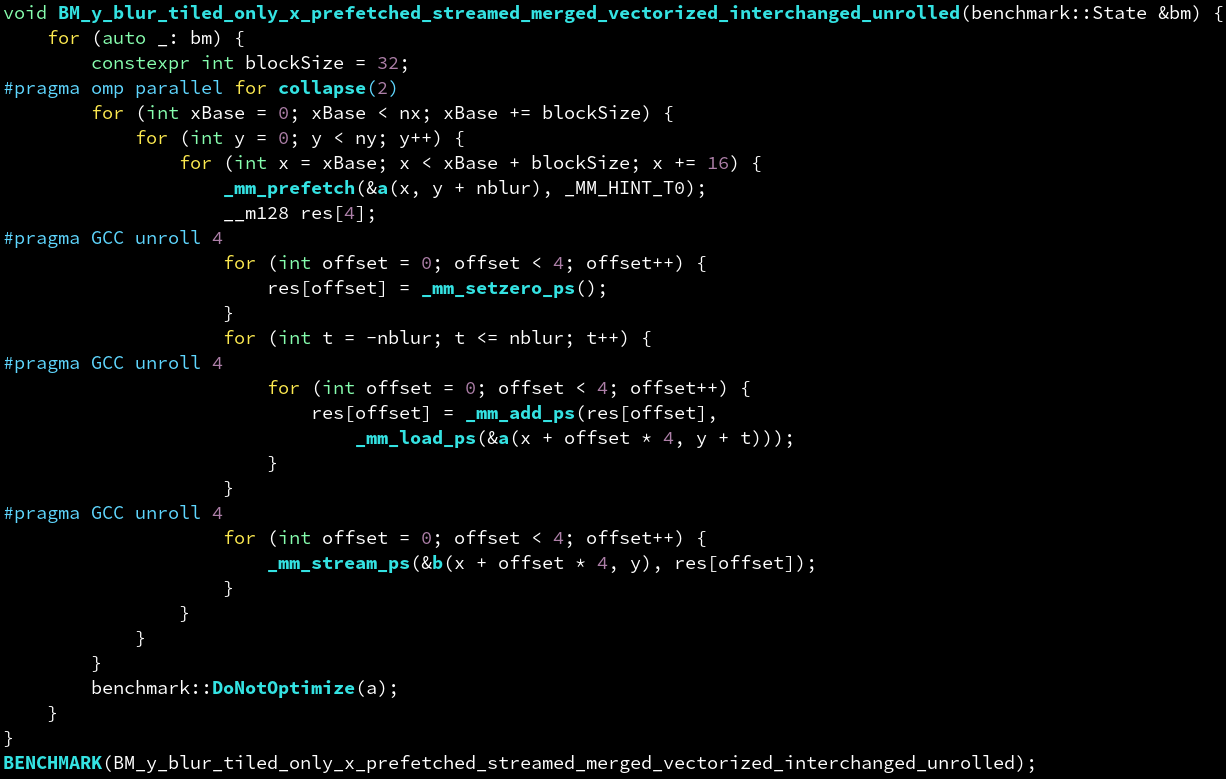 void BM_y_blur_tiled_only_x_prefetched_streamed_merged_vectorized_interchanged_unrolled(benchmark::State &bm) {
    for (auto _: bm) {
        constexpr int blockSize = 32;
#pragma omp parallel for collapse(2)
        for (int xBase = 0; xBase < nx; xBase += blockSize) {
            for (int y = 0; y < ny; y++) {
                for (int x = xBase; x < xBase + blockSize; x += 16) {
                    _mm_prefetch(&a(x, y + nblur), _MM_HINT_T0);
                    __m128 res[4];
#pragma GCC unroll 4
                    for (int offset = 0; offset < 4; offset++) {
                        res[offset] = _mm_setzero_ps();
                    }
                    for (int t = -nblur; t <= nblur; t++) {
#pragma GCC unroll 4
                        for (int offset = 0; offset < 4; offset++) {
                            res[offset] = _mm_add_ps(res[offset],
                                _mm_load_ps(&a(x + offset * 4, y + t)));
                        }
                    }
#pragma GCC unroll 4
                    for (int offset = 0; offset < 4; offset++) {
                        _mm_stream_ps(&b(x + offset * 4, y), res[offset]);
                    }
                }
            }
        }
        benchmark::DoNotOptimize(a);
    }
}
BENCHMARK(BM_y_blur_tiled_only_x_prefetched_streamed_merged_vectorized_interchanged_unrolled);